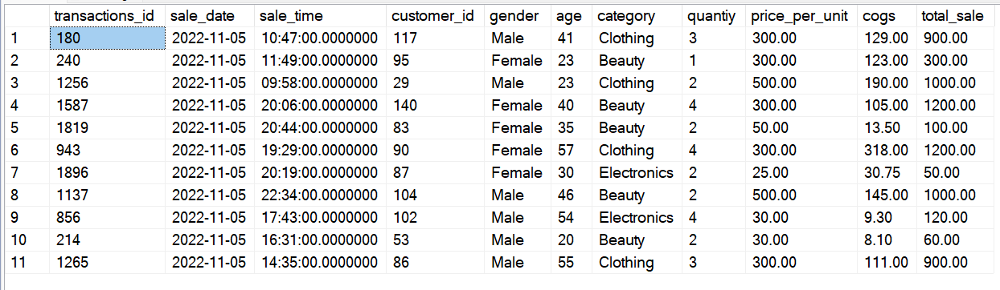 transactions_id sale_date sale_time customer_id gender age category quantiy price_per_unit cogs total_sale
1 180 2022-11-05 10:47:00.0000000 117 Male 41 Clothing 3 300.00 129.00 900.00
2 240 2022-11-05 11:49:00.0000000 95 Female 23 Beauty 1 300.00 123.00 300.00
3 1256 2022-11-05 09:58:00.0000000 29 Male 23 Clothing 2 500.00 190.00 1000.00
4 1587 2022-11-05 20:06:00.0000000 140 Female 40 Beauty 4 300.00 105.00 1200.00
5 1819 2022-11-05 20:44:00.0000000 83 Female 35 Beauty 2 50.00 13.50 100.00
6 943 2022-11-05 19:29:00.0000000 90 Female 57 Clothing 4 300.00 318.00 1200.00
7 1896 2022-11-05 20:19:00.0000000 87 Female 30 Electronics 2 25.00 30.75 50.00
8 1137 2022-11-05 22:34:00.0000000 104 Male 46 Beauty 2 500.00 145.00 1000.00
9 856 2022-11-05 17:43:00.0000000 102 Male 54 Electronics 4 30.00 9.30 120.00
10 214 2022-11-05 16:31:00.0000000 53 Male 20 Beauty 2 30.00 8.10 60.00
11 1265 2022-11-05 14:35:00.0000000 86 Male 55 Clothing 3 300.00 111.00 900.00